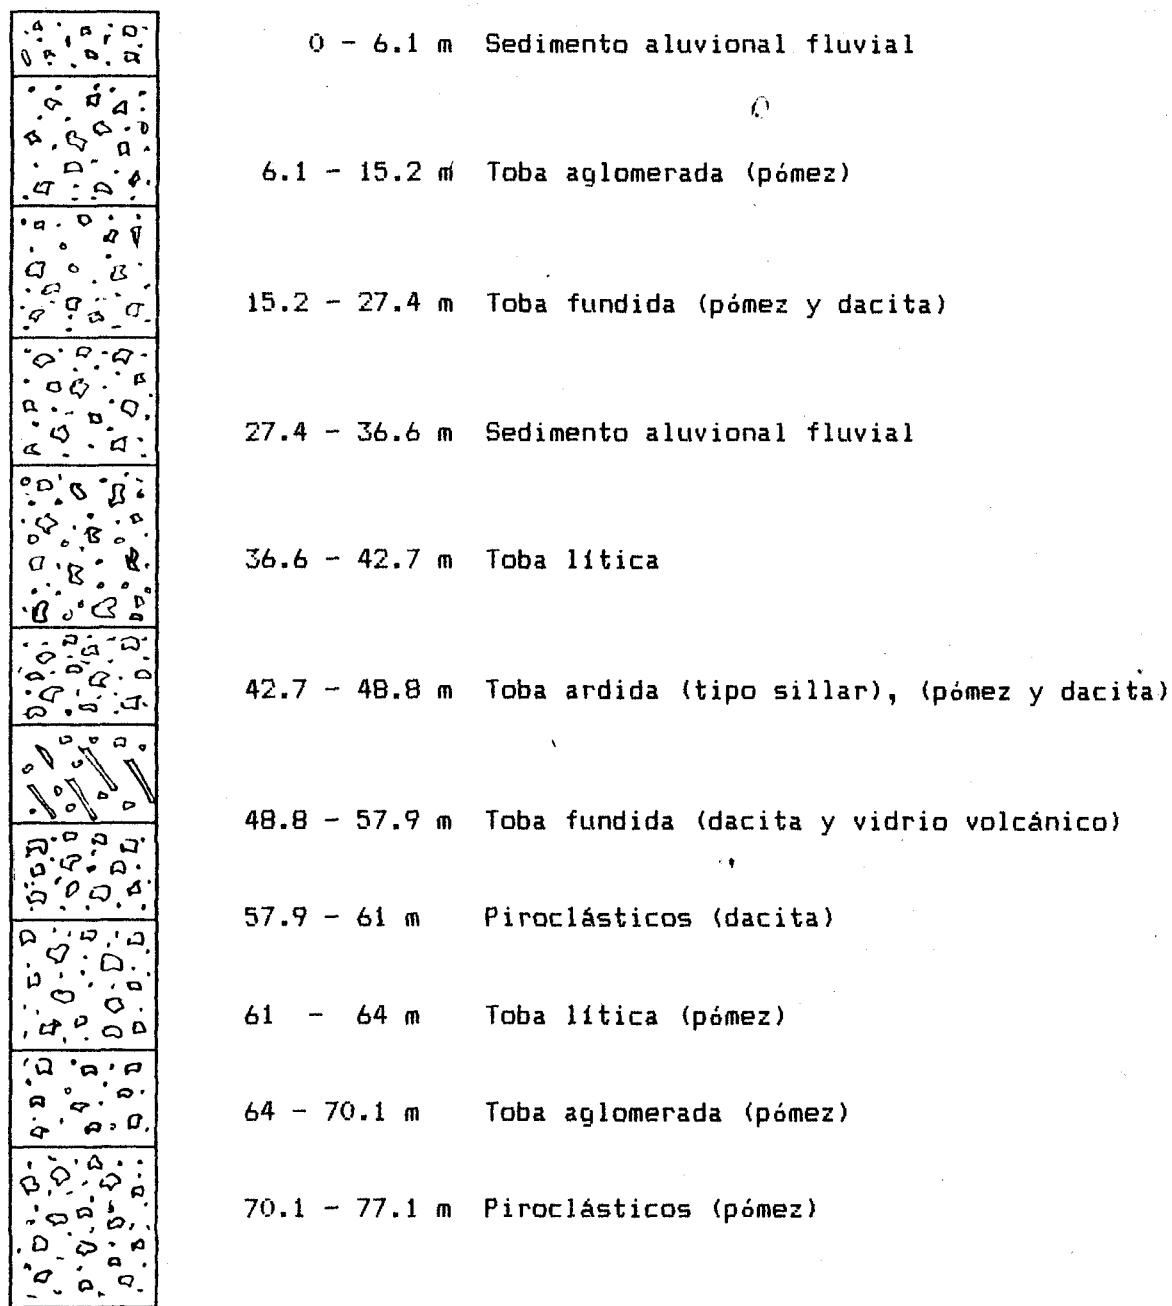 0 - 6.1 m Sedimento aluvional fluvial
6.1 - 15.2 m Toba aglomerada (pómez)
15.2 - 27.4 m Toba fundida (pómez y dacita)
27.4 - 36.6 m Sedimento aluvional fluvial
36.6 - 42.7 m Toba lítica
42.7 - 48.8 m Toba ardida (tipo sillar), (pómez y dacita)
48.8 - 57.9 m Toba fundida (dacita y vidrio volcánico)
57.9 - 61 m Piroclásticos (dacita)
61 - 64 m Toba lítica (pómez)
64 - 70.1 m Toba aglomerada (pómez)
70.1 - 77.1 m Piroclásticos (pómez)